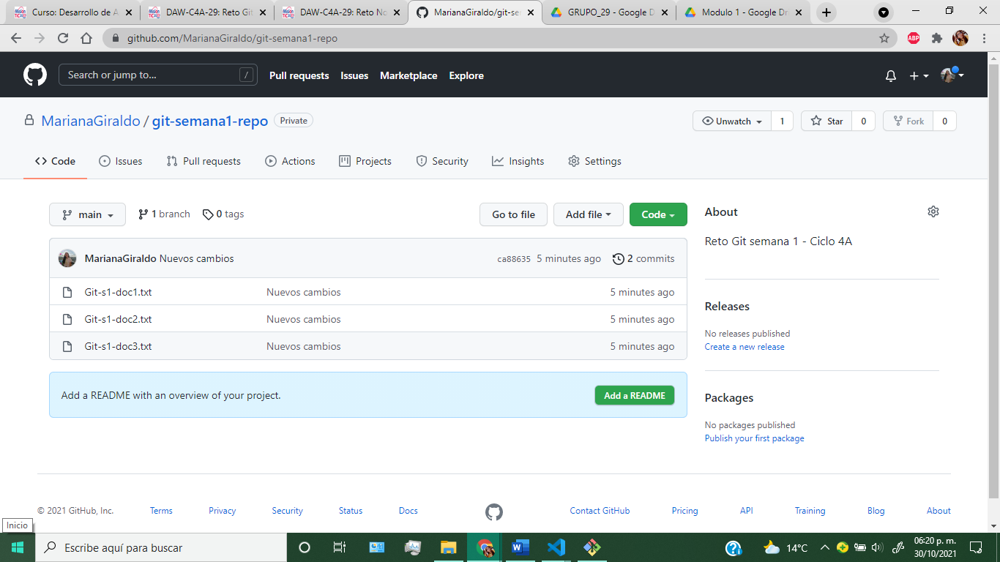 Curso: Desarrollo de A
DAW-C4A-29: Reto Git
DAW-C4A-29: Reto No
MarianaGiraldo/git-se
GRUPO_29 - Google D
Modulo 1 - Google Dr
github.com/MarianaGiraldo/git-semana1-repo
ABP
Search or jump to...
/
Pull requests
Issues
Marketplace
Explore
MarianaGiraldo / git-semana1-repo
Private
Unwatch
1
Star
0
Fork
0
Code
Issues
Pull requests
Actions
Projects
Security
Insights
Settings
main
1 branch
0 tags
Go to file
Add file
Code
MarianaGiraldo Nuevos cambios
ca88635 5 minutes ago
2 commits
Git-s1-doc1.txt
Nuevos cambios
5 minutes ago
Git-s1-doc2.txt
Nuevos cambios
5 minutes ago
Git-s1-doc3.txt
Nuevos cambios
5 minutes ago
Add a README with an overview of your project.
Add a README
About
Reto Git semana 1 - Ciclo 4A
Releases
No releases published
Create a new release
Packages
No packages published
Publish your first package
© 2021 GitHub, Inc.
Terms
Privacy
Security
Status
Docs
Contact GitHub
Pricing
API
Training
Blog
About
Inicio
Escribe aquí para buscar
14°C
06:20 p. m.
30/10/2021